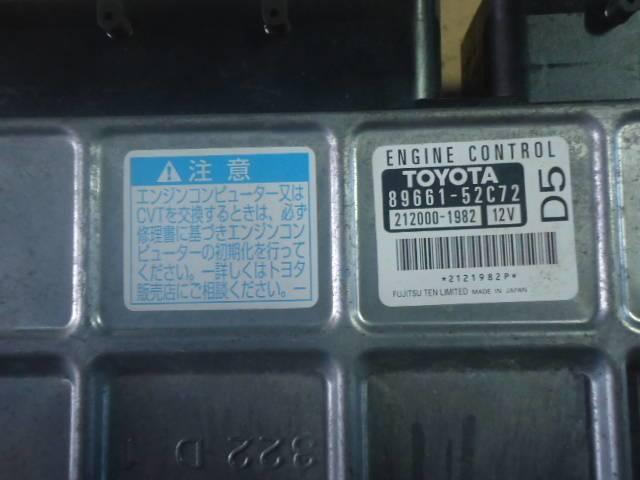 注意
エンジンコンピューター又は
CVTを交換するときは、必ず
修理書に基づきエンジンコン
ピューターの初期化を行って
ください。ー詳しくはトヨタ
販売店にご相談ください。ー
ENGINE CONTROL
TOYOTA
89661-52C72
212000-1982 12V
D5
*2121982P*
FUJITSU TEN LIMITED MADE IN JAPAN
322 D 1